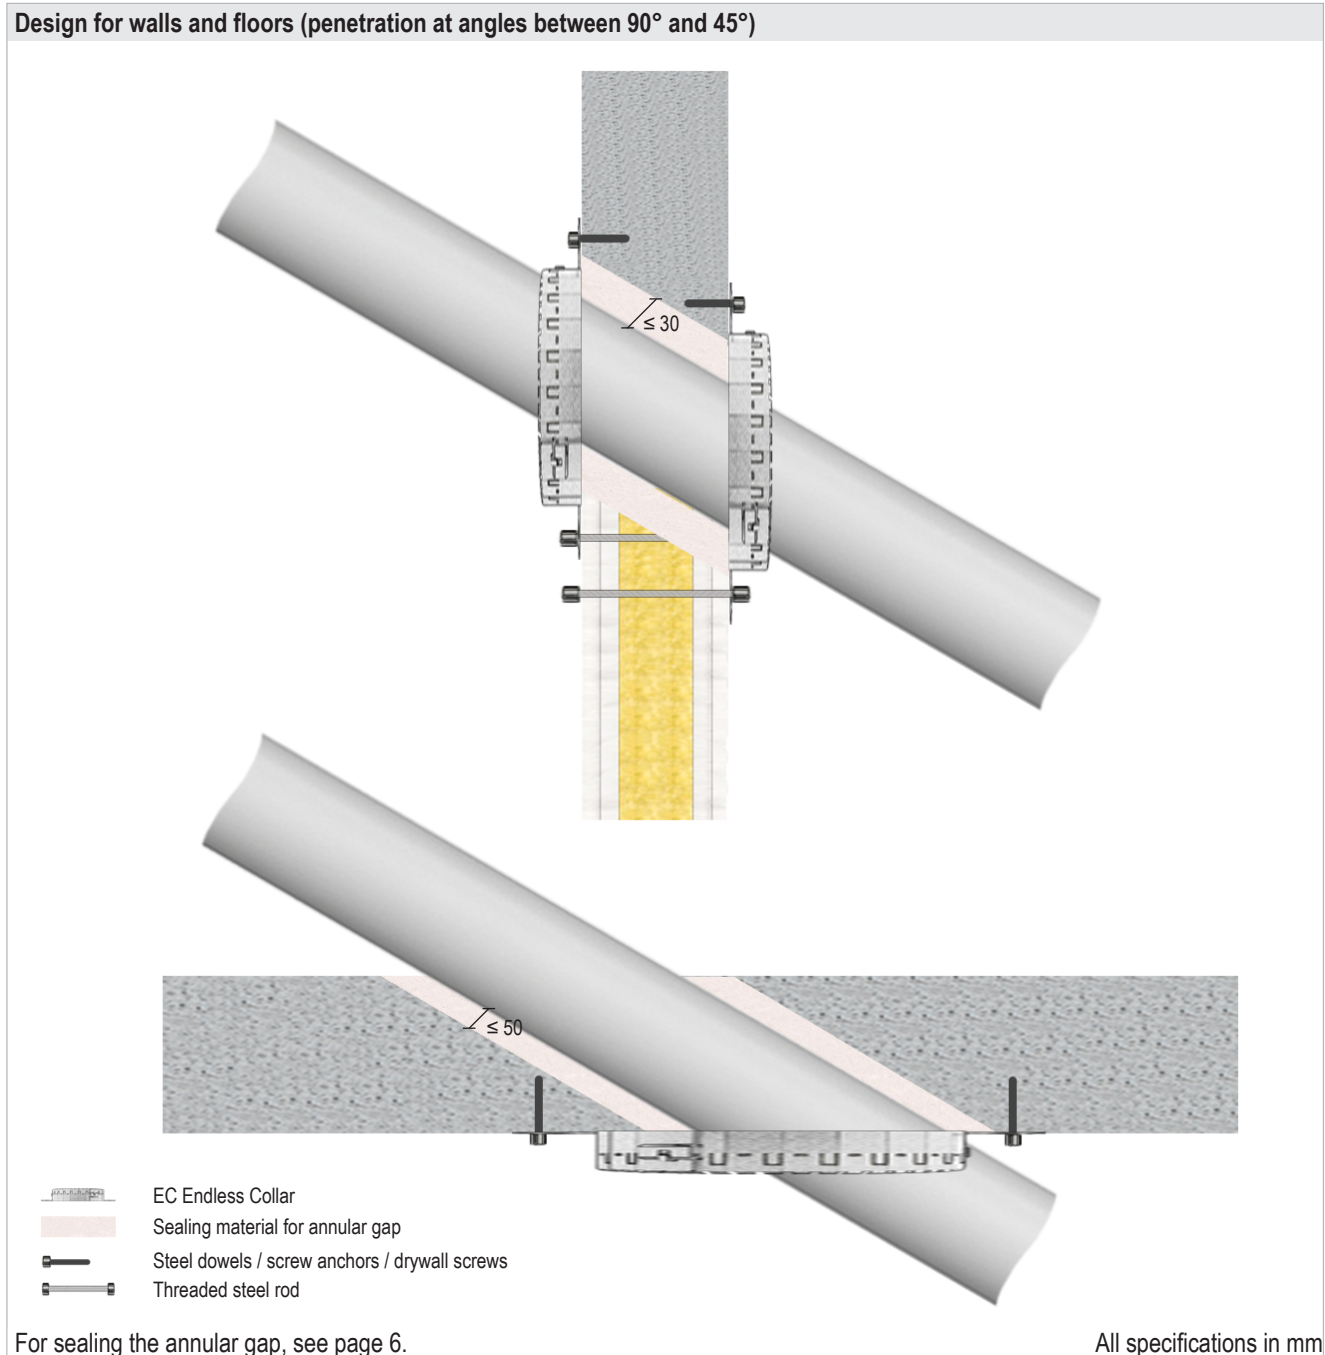 Design for walls and floors (penetration at angles between 90° and 45°)
≤ 30
≤ 50
EC Endless Collar
Sealing material for annular gap
Steel dowels / screw anchors / drywall screws
Threaded steel rod
For sealing the annular gap, see page 6.
All specifications in mm